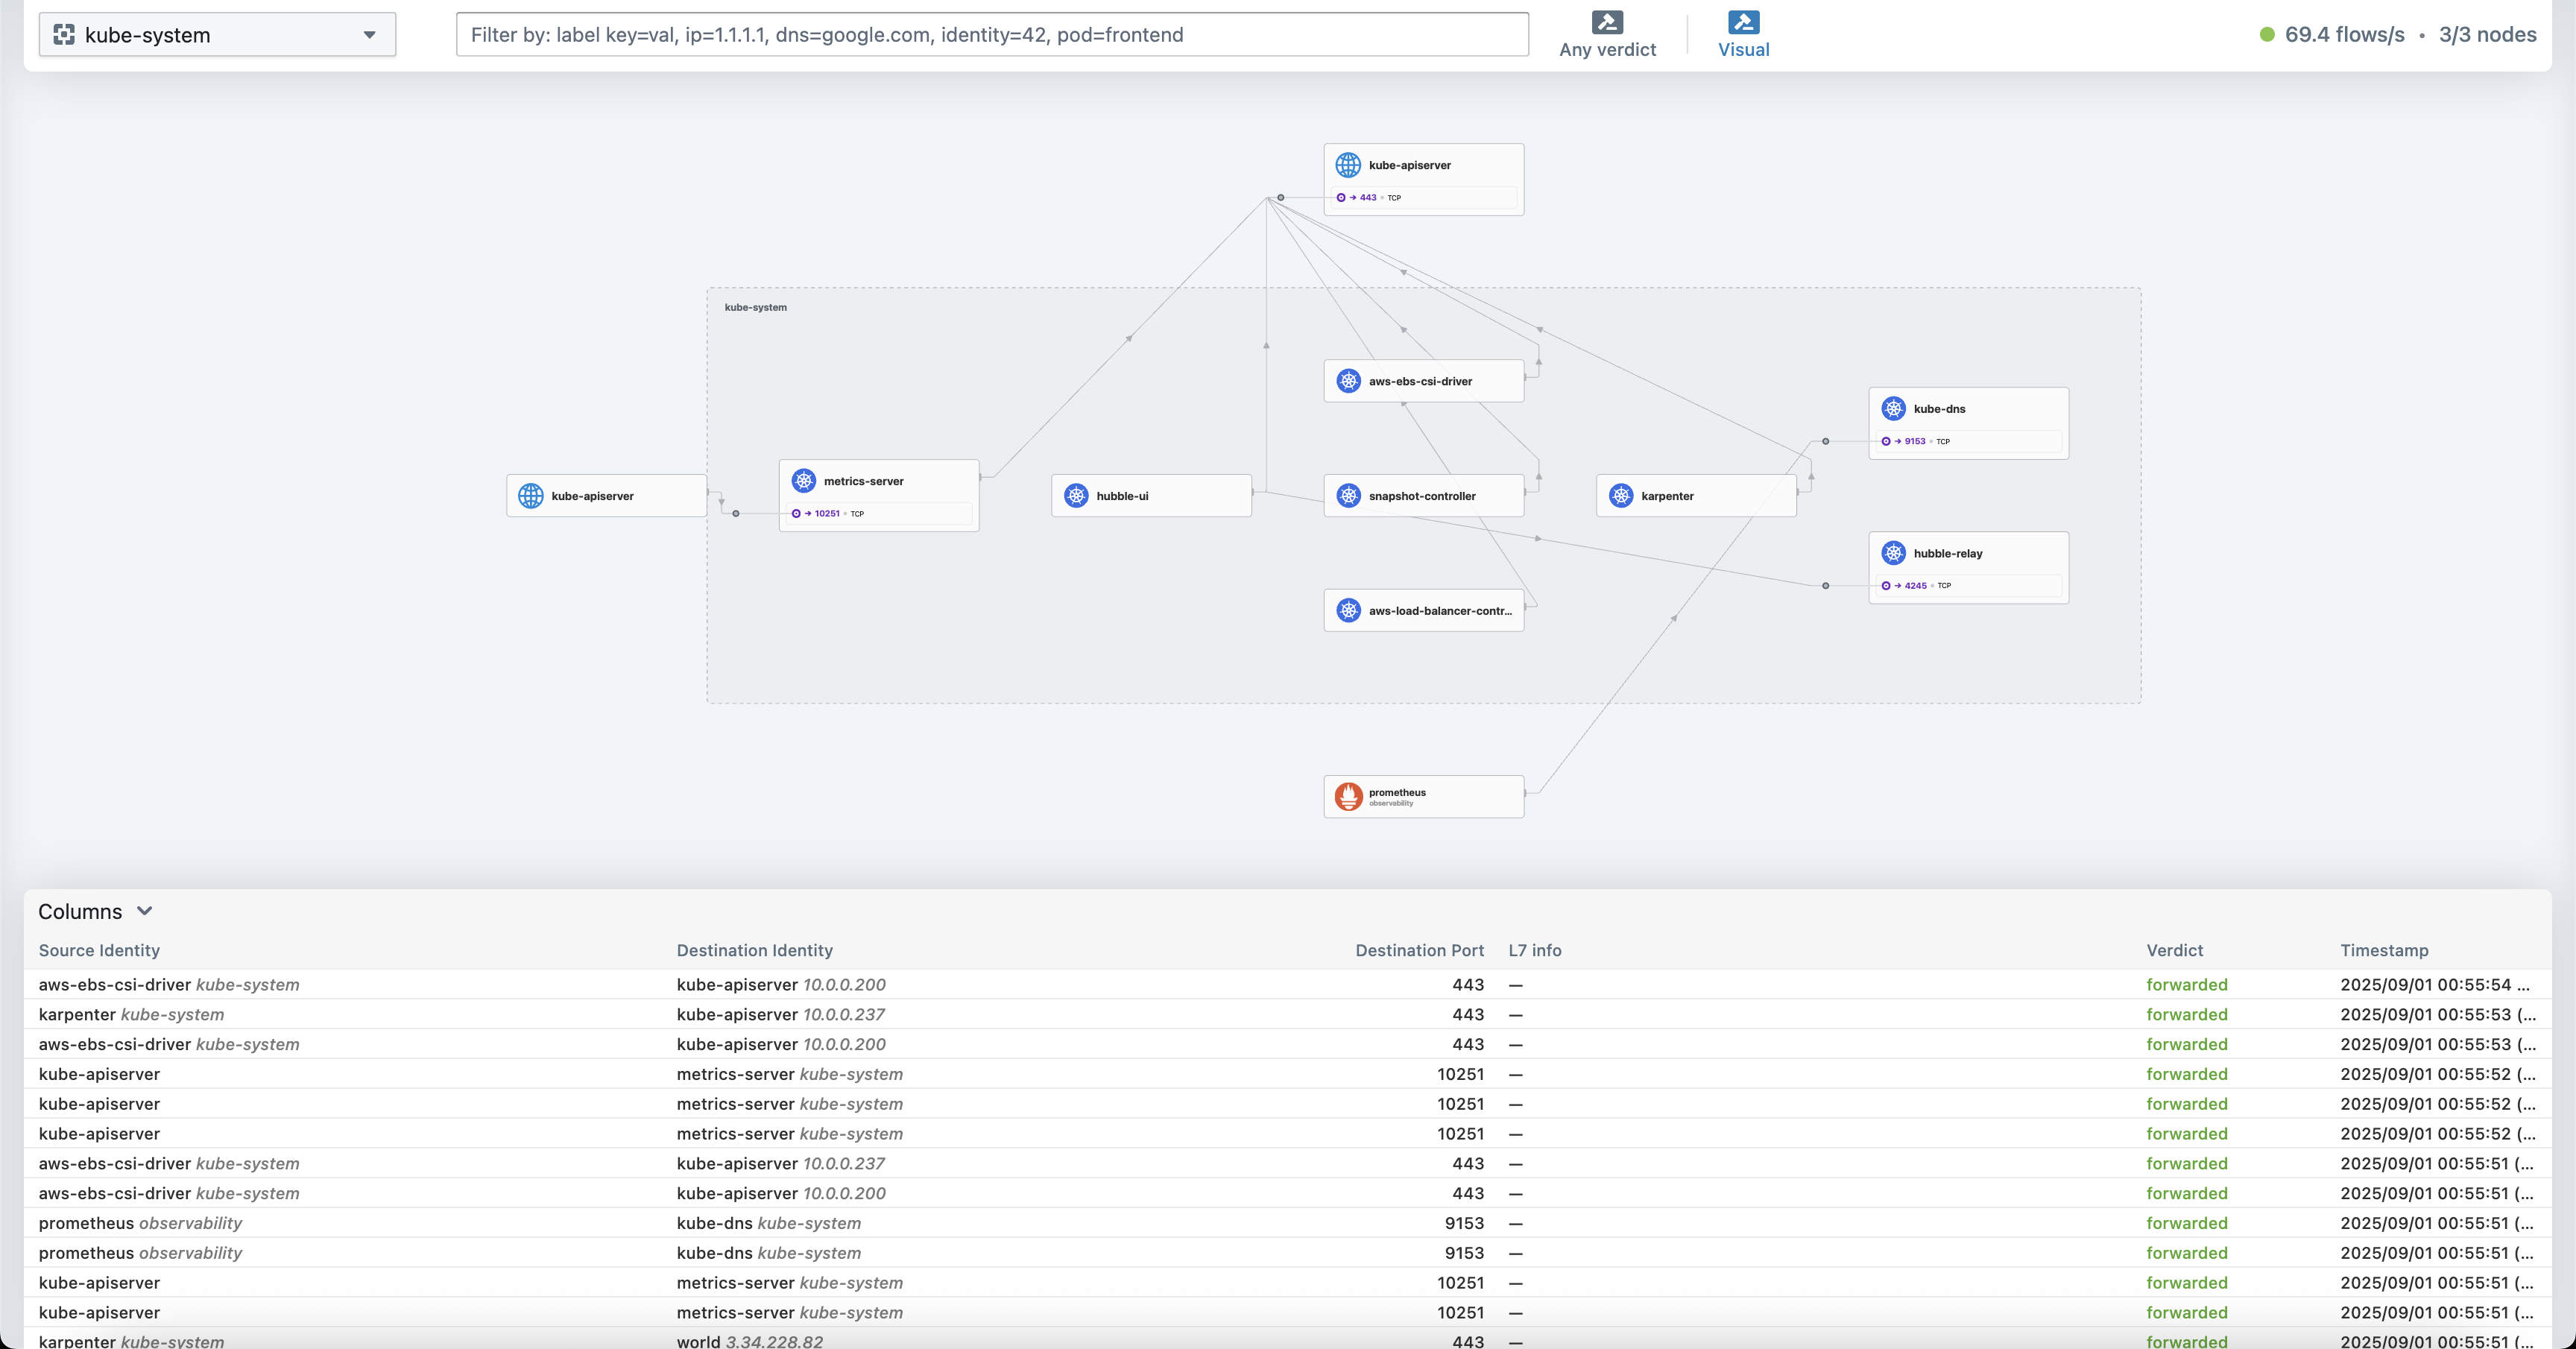 kube-system
Filter by: label key=val, ip=1.1.1.1, dns=google.com, identity=42, pod=frontend
Any verdict
Visual
69.4 flows/s • 3/3 nodes
kube-apiserver
→ 443 • TCP
kube-system
aws-ebs-csi-driver
kube-dns
→ 9153 • TCP
kube-apiserver
metrics-server
→ 10251 • TCP
hubble-ui
snapshot-controller
karpenter
hubble-relay
→ 4245 • TCP
aws-load-balancer-contr...
prometheus
observability
Columns
Source Identity Destination Identity Destination Port L7 info Verdict Timestamp
aws-ebs-csi-driver kube-system kube-apiserver 10.0.0.200 443 — forwarded 2025/09/01 00:55:54 ...
karpenter kube-system kube-apiserver 10.0.0.237 443 — forwarded 2025/09/01 00:55:53 (...
aws-ebs-csi-driver kube-system kube-apiserver 10.0.0.200 443 — forwarded 2025/09/01 00:55:53 (...
kube-apiserver metrics-server kube-system 10251 — forwarded 2025/09/01 00:55:52 (...
kube-apiserver metrics-server kube-system 10251 — forwarded 2025/09/01 00:55:52 (...
kube-apiserver metrics-server kube-system 10251 — forwarded 2025/09/01 00:55:52 (...
aws-ebs-csi-driver kube-system kube-apiserver 10.0.0.237 443 — forwarded 2025/09/01 00:55:51 (...
aws-ebs-csi-driver kube-system kube-apiserver 10.0.0.200 443 — forwarded 2025/09/01 00:55:51 (...
prometheus observability kube-dns kube-system 9153 — forwarded 2025/09/01 00:55:51 (...
prometheus observability kube-dns kube-system 9153 — forwarded 2025/09/01 00:55:51 (...
kube-apiserver metrics-server kube-system 10251 — forwarded 2025/09/01 00:55:51 (...
kube-apiserver metrics-server kube-system 10251 — forwarded 2025/09/01 00:55:51 (...
karpenter kube-system world 3.34.228.82 443 — forwarded 2025/09/01 00:55:51 (...